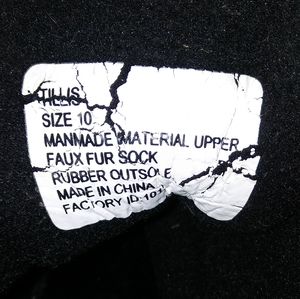 TILLIS
SIZE 10
MANMADE MATERIAL UPPER
FAUX FUR SOCK
RUBBER OUTSOLE
MADE IN CHINA
FACTORY ID: